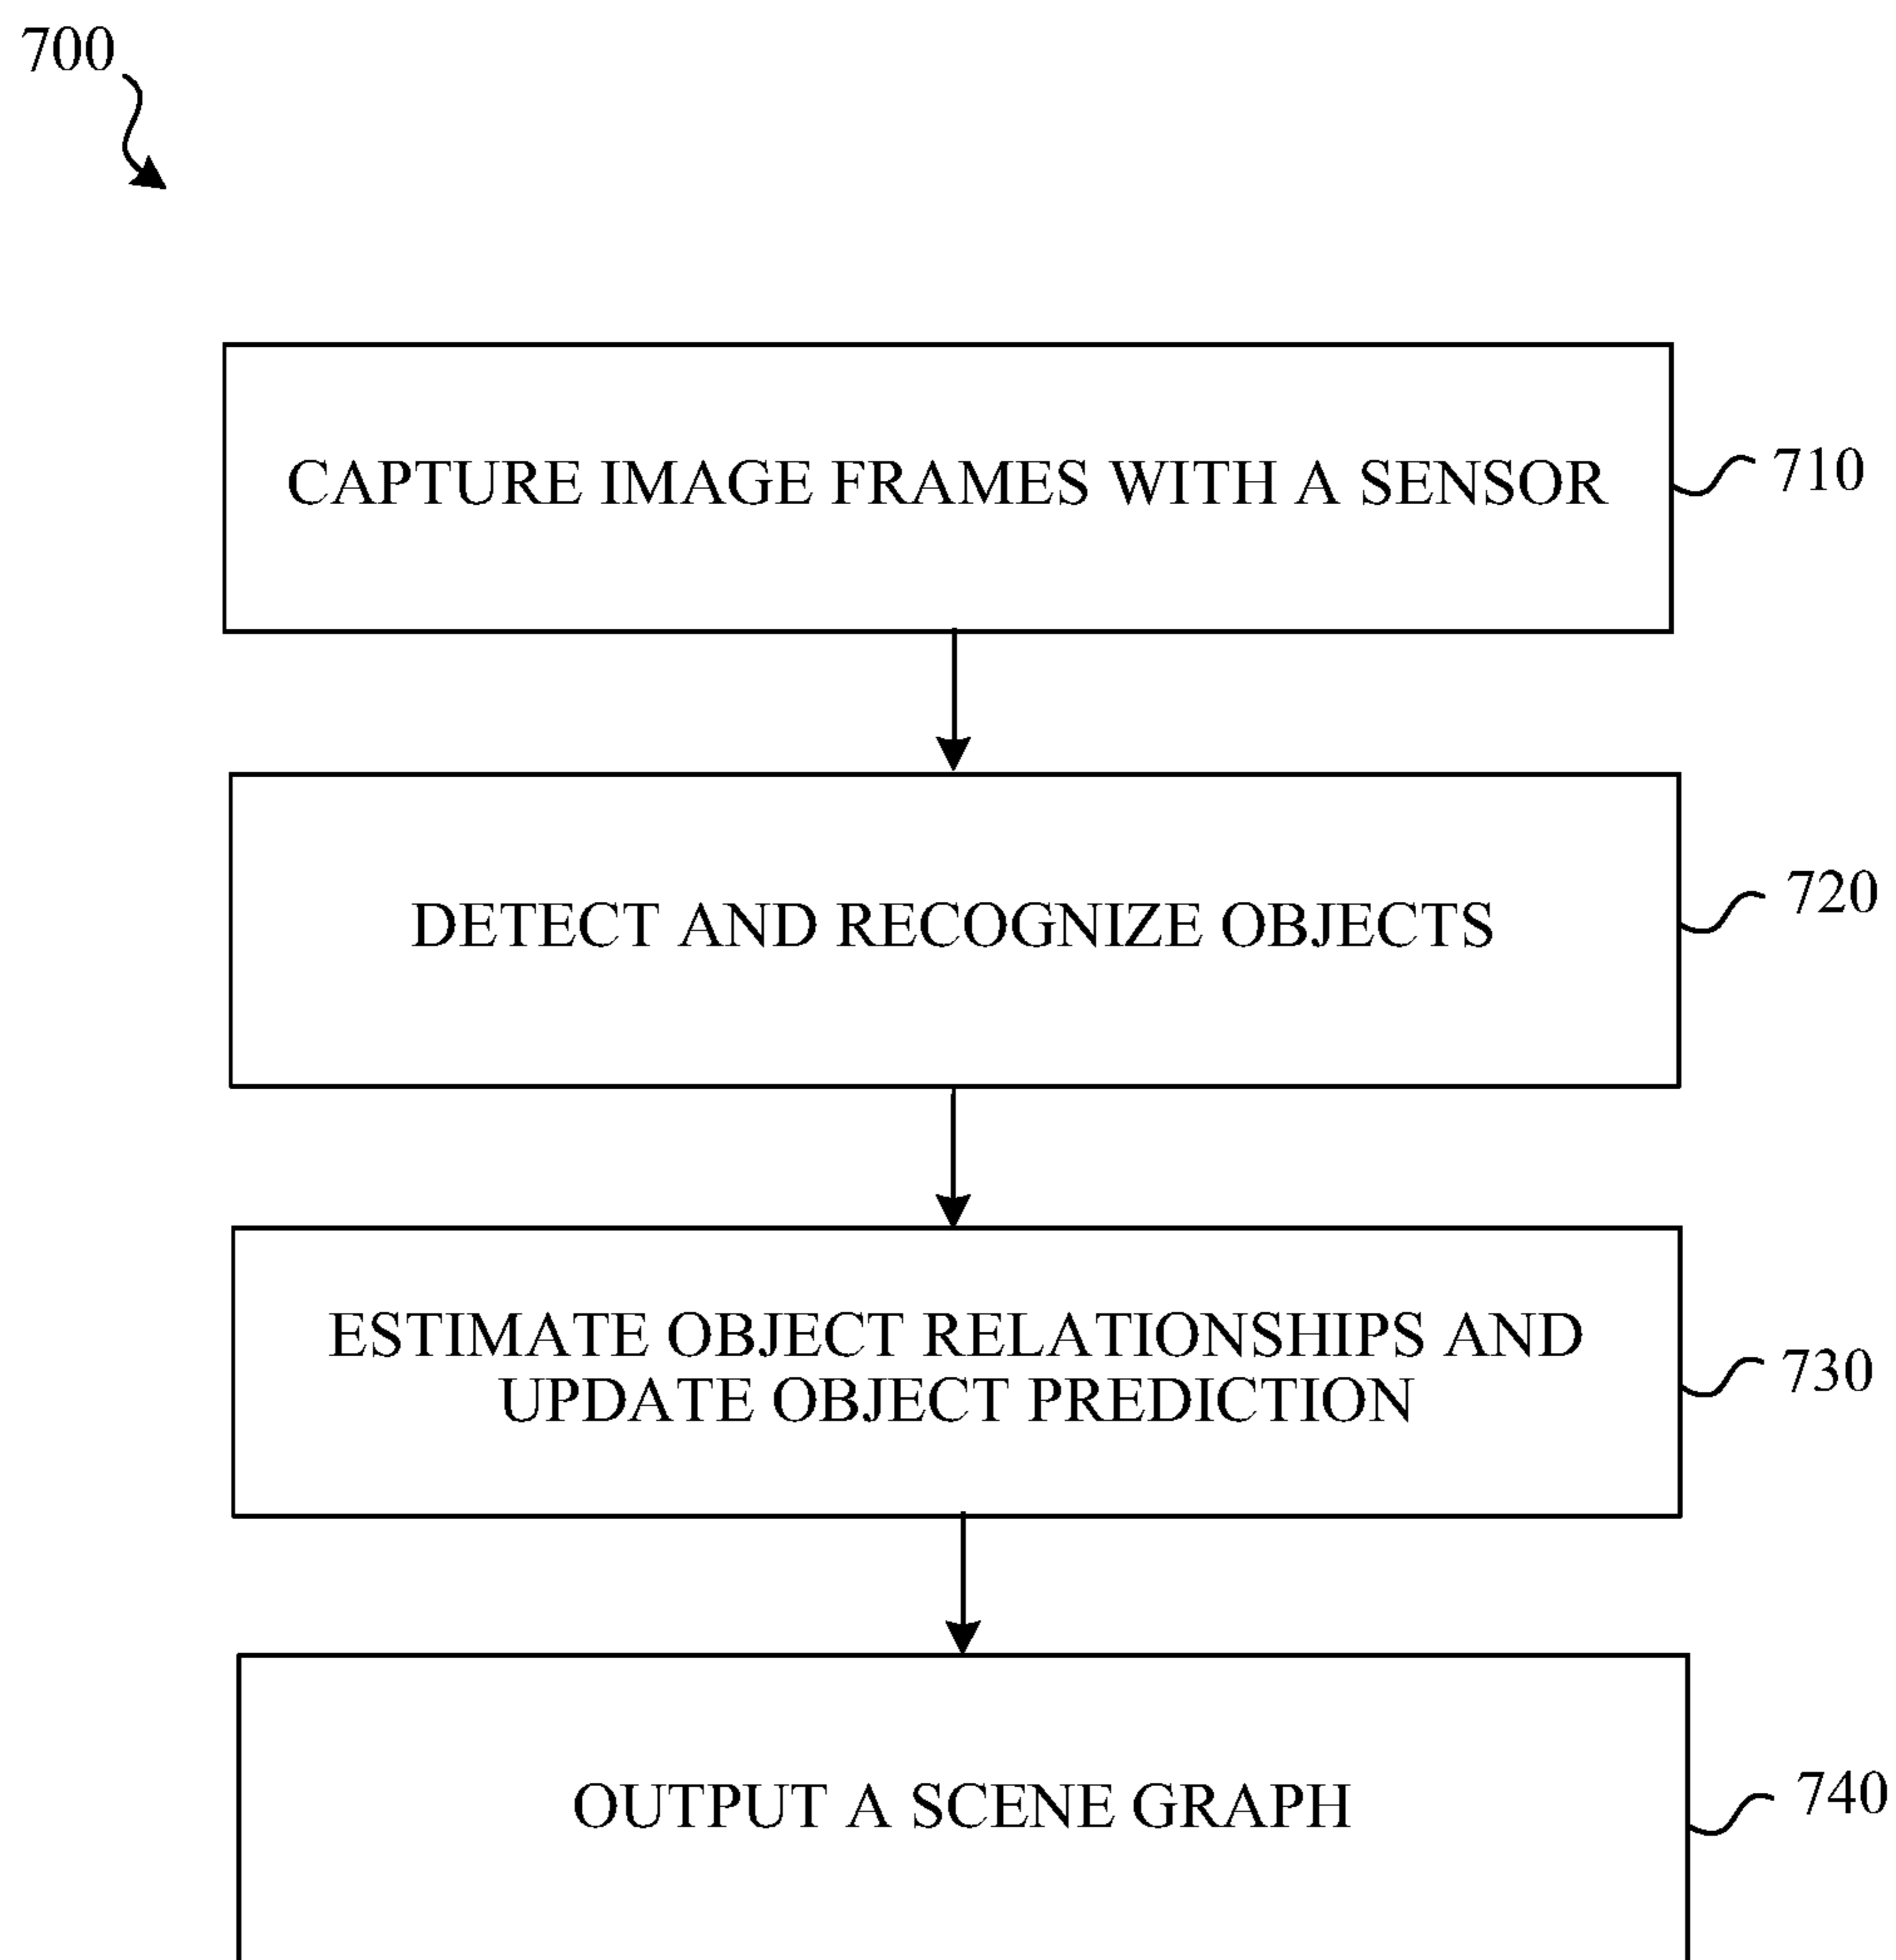 700
CAPTURE IMAGE FRAMES WITH A SENSOR
710
DETECT AND RECOGNIZE OBJECTS
720
ESTIMATE OBJECT RELATIONSHIPS AND
UPDATE OBJECT PREDICTION
730
OUTPUT A SCENE GRAPH
740